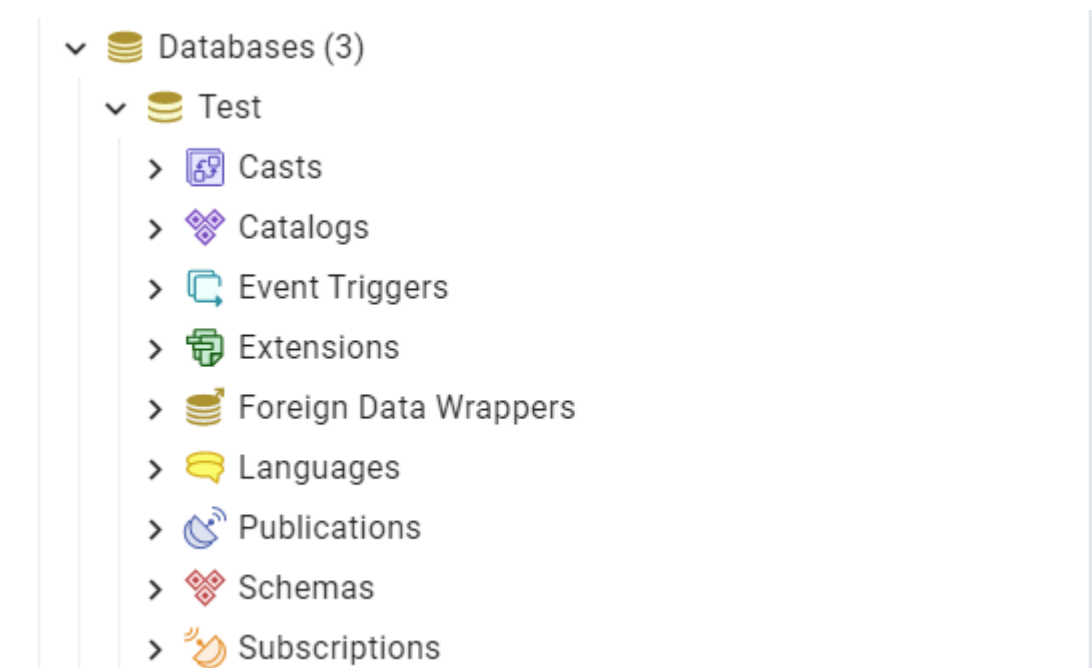 Databases (3)
Test
Casts
Catalogs
Event Triggers
Extensions
Foreign Data Wrappers
Languages
Publications
Schemas
Subscriptions